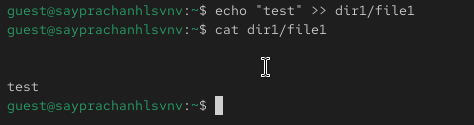 guest@sayprachanhlsvnv:~$ echo "test" >> dir1/file1
guest@sayprachanhlsvnv:~$ cat dir1/file1
test
guest@sayprachanhlsvnv:~$